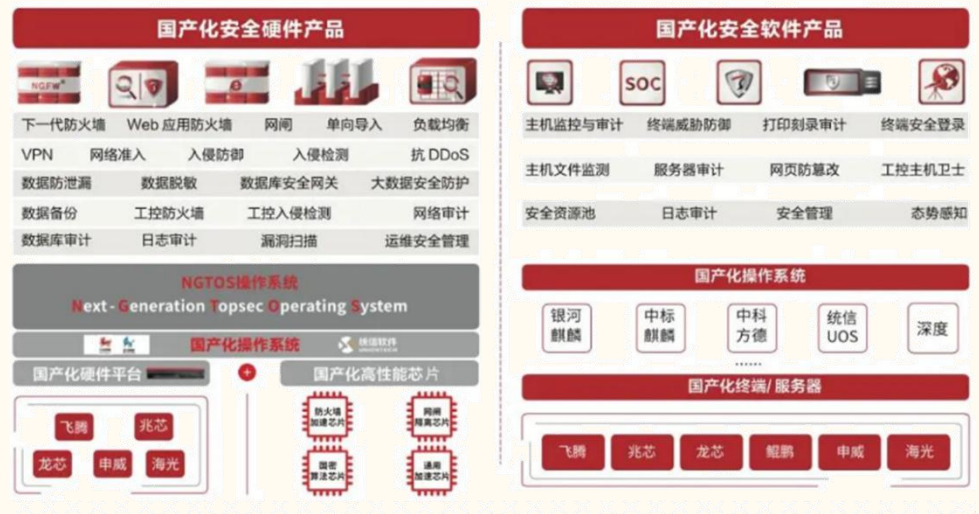 国产化安全硬件产品
NGFW
下一代防火墙 Web 应用防火墙 网闸 单向导入 负载均衡
VPN 网络准入 入侵防御 入侵检测 抗 DDoS
数据防泄漏 数据脱敏 数据库安全网关 大数据安全防护
数据备份 工控防火墙 工控入侵检测 网络审计
数据库审计 日志审计 漏洞扫描 运维安全管理
NGTOS操作系统
Next-Generation Topsec Operating System
国产化操作系统 统信软件
国产化硬件平台 + 国产化高性能芯片
飞腾 兆芯
龙芯 申威 海光
防火墙
加速芯片
网闸
隔离芯片
国密
算法芯片
通用
加速芯片
国产化安全软件产品
SOC
主机监控与审计 终端威胁防御 打印刻录审计 终端安全登录
主机文件监测 服务器审计 网页防篡改 工控主机卫士
安全资源池 日志审计 安全管理 态势感知
国产化操作系统
银河
麒麟
中标
麒麟
中科
方德
统信
UOS
深度
······
国产化终端/服务器
飞腾 兆芯 龙芯 鲲鹏 申威 海光